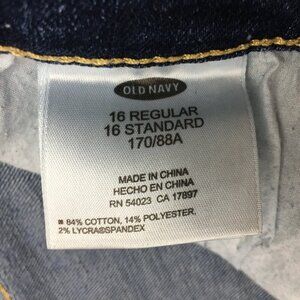 OLD NAVY
16 REGULAR
16 STANDARD
170/88A
MADE IN CHINA
HECHO EN CHINA
RN 54023 CA 17897
84% COTTON, 14% POLYESTER.
2% LYCRA®SPANDEX